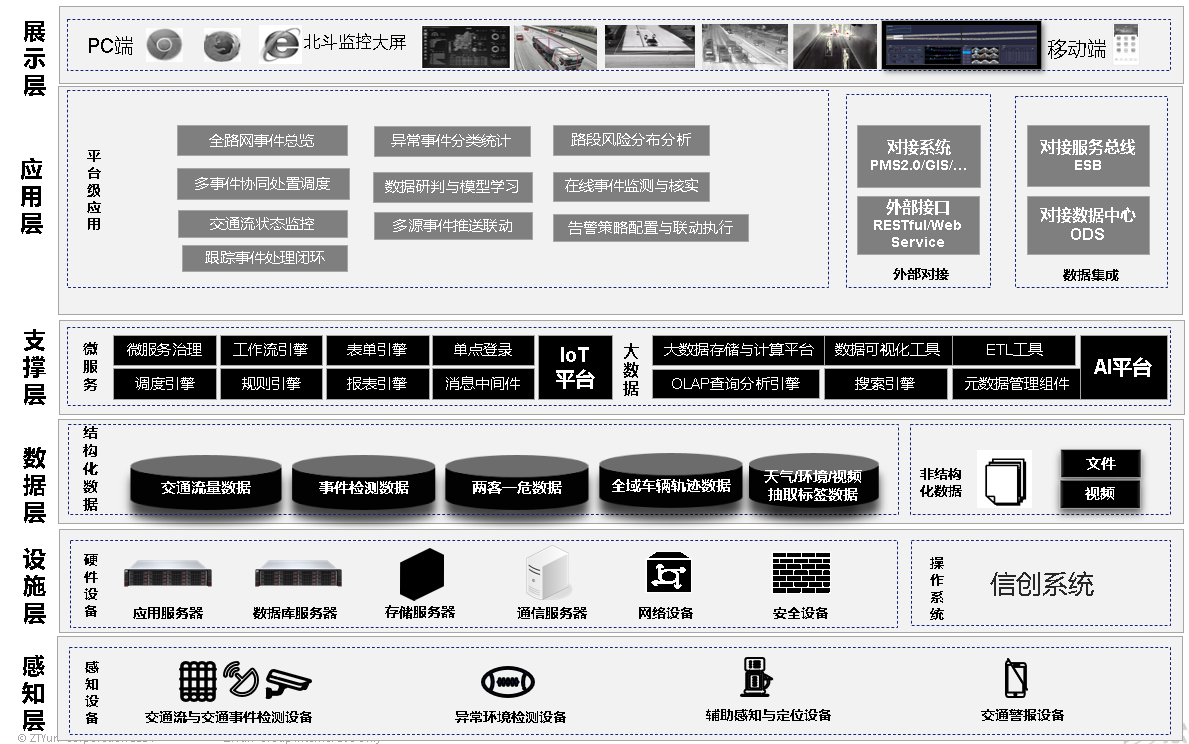 展示层
PC端
北斗监控大屏
移动端
应用层
平台级应用
全路网事件总览
异常事件分类统计
路段风险分布分析
多事件协同处置调度
数据研判与模型学习
在线事件监测与核实
交通流状态监控
多源事件推送联动
告警策略配置与联动执行
跟踪事件处理闭环
对接系统
PMS2.0/GIS/...
外部接口
RESTful/Web
Service
外部对接
对接服务总线
ESB
对接数据中心
ODS
数据集成
支撑层
微服务
微服务治理
工作流引擎
表单引擎
单点登录
调度引擎
规则引擎
报表引擎
消息中间件
IoT
平台
大数据
大数据存储与计算平台
数据可视化工具
ETL工具
OLAP查询分析引擎
搜索引擎
元数据管理组件
AI平台
数据层
结构化数据
交通流量数据
事件检测数据
两客一危数据
全域车辆轨迹数据
天气/环境/视频
抽取标签数据
非结构
化数据
文件
视频
设施层
硬件设备
应用服务器
数据库服务器
存储服务器
通信服务器
网络设备
安全设备
操作系统
信创系统
感知层
感知设备
交通流与交通事件检测设备
异常环境检测设备
辅助感知与定位设备
交通警报设备